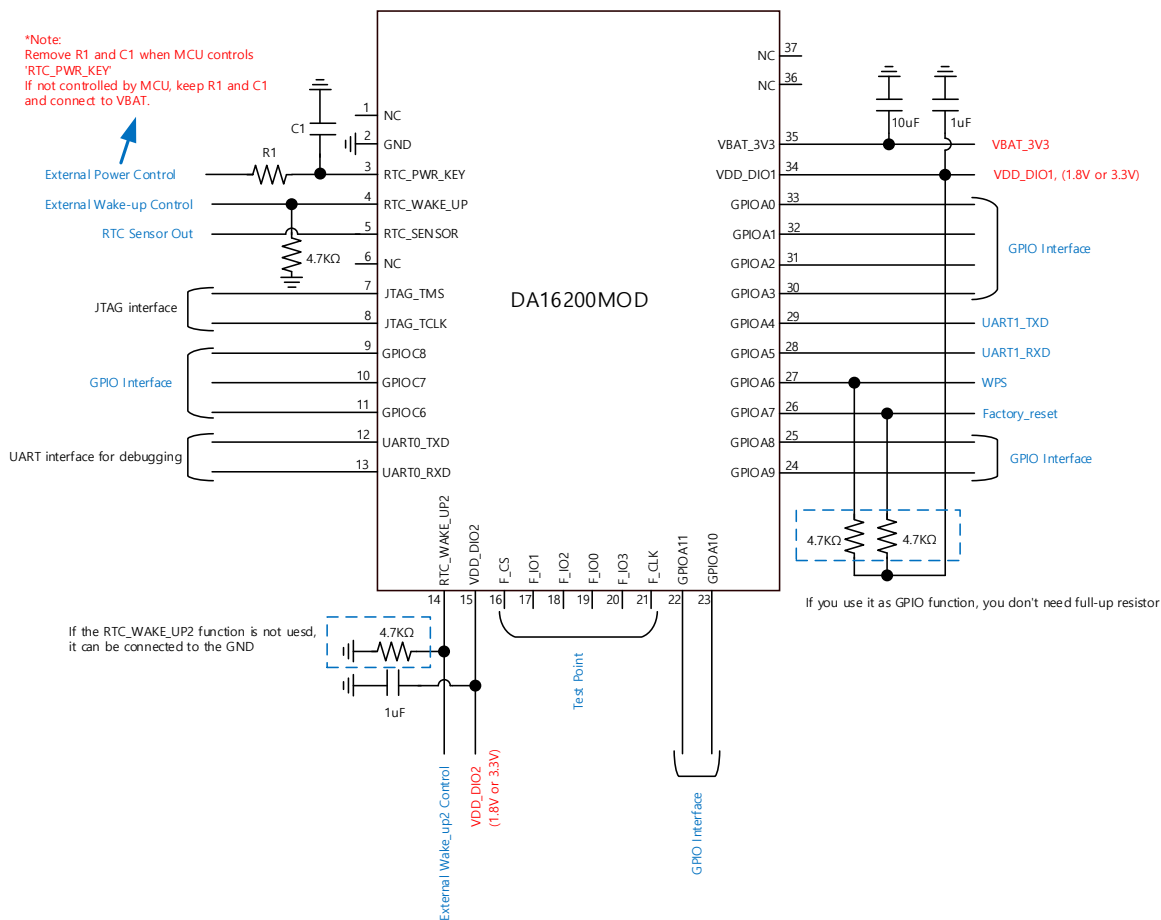 *Note:
Remove R1 and C1 when MCU controls
'RTC_PWR_KEY'
If not controlled by MCU, keep R1 and C1
and connect to VBAT.
C1
R1
External Power Control
External Wake-up Control
RTC Sensor Out
4.7KΩ
JTAG interface
GPIO Interface
UART interface for debugging
1 NC
2 GND
3 RTC_PWR_KEY
4 RTC_WAKE_UP
5 RTC_SENSOR
6 NC
7 JTAG_TMS
8 JTAG_TCLK
9 GPIOC8
10 GPIOC7
11 GPIOC6
12 UART0_TXD
13 UART0_RXD
DA16200MOD
NC 37
NC 36
VBAT_3V3 35
VDD_DIO1 34
GPIOA0 33
GPIOA1 32
GPIOA2 31
GPIOA3 30
GPIOA4 29
GPIOA5 28
GPIOA6 27
GPIOA7 26
GPIOA8 25
GPIOA9 24
10uF
1uF
VBAT_3V3
VDD_DIO1, (1.8V or 3.3V)
GPIO Interface
UART1_TXD
UART1_RXD
WPS
Factory_reset
GPIO Interface
4.7KΩ
4.7KΩ
If you use it as GPIO function, you don't need full-up resistor
RTC_WAKE_UP2
VDD_DIO2
F_CS
F_IO1
F_IO2
F_IO0
F_IO3
F_CLK
GPIOA11
GPIOA10
14
15
16
17
18
19
20
21
22
23
If the RTC_WAKE_UP2 function is not uesd,
it can be connected to the GND
4.7KΩ
1uF
Test Point
External Wake_up2 Control
VDD_DIO2
(1.8V or 3.3V)
GPIO Interface